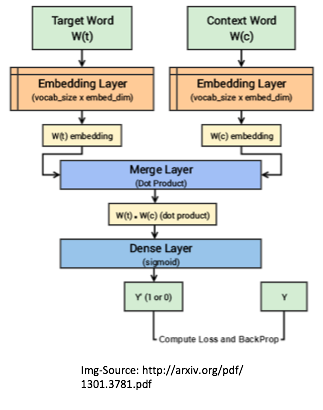 Target Word
W(t)
Context Word
W(c)
Embedding Layer
(vocab_size x embed_dim)
Embedding Layer
(vocab_size x embed_dim)
W(t) embedding
W(c) embedding
Merge Layer
(Dot Product)
W(t) . W(c) (dot product)
Dense Layer
(sigmoid)
Y' (1 or 0)
Y
Compute Loss and BackProp
Img-Source: http://arxiv.org/pdf/
1301.3781.pdf